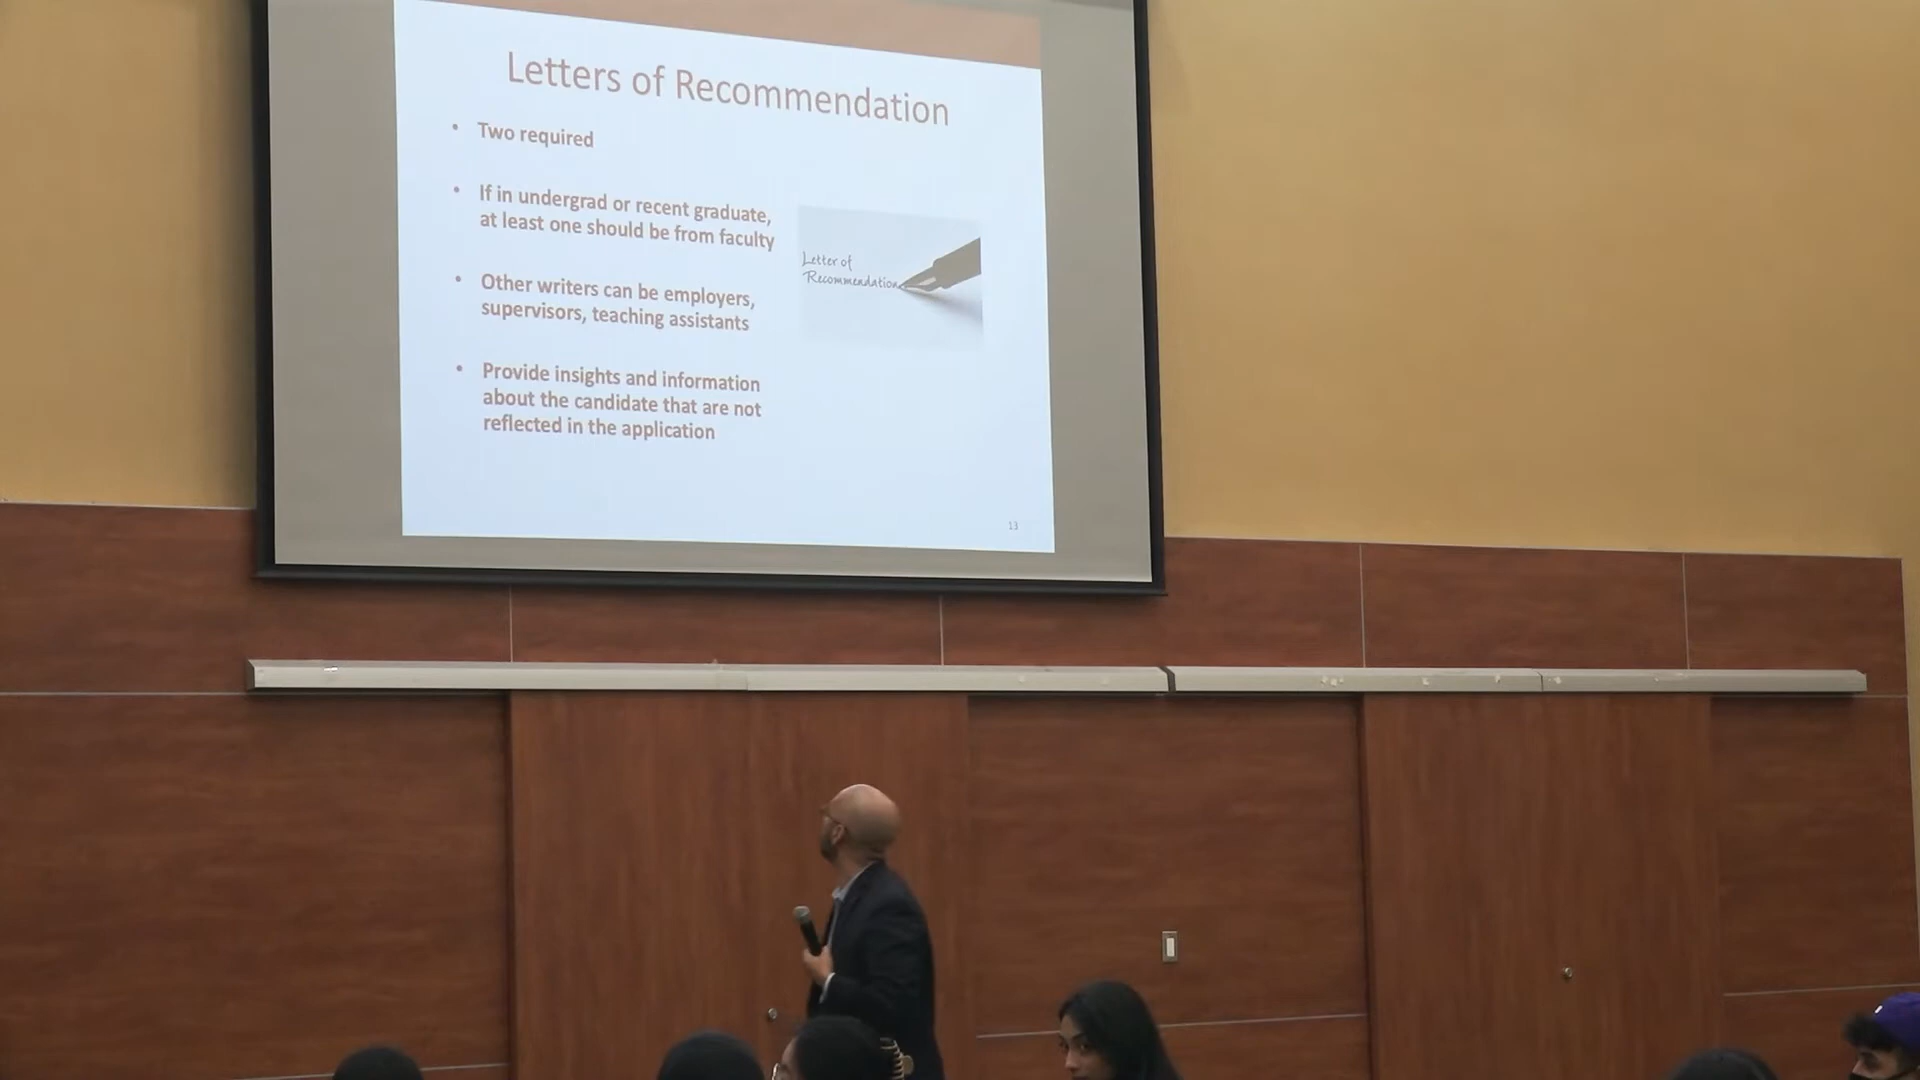 Letters of Recommendation
• Two required
• If in undergrad or recent graduate,
at least one should be from faculty
• Other writers can be employers,
supervisors, teaching assistants
• Provide insights and information
about the candidate that are not
reflected in the application
Letter of
Recommendation
13